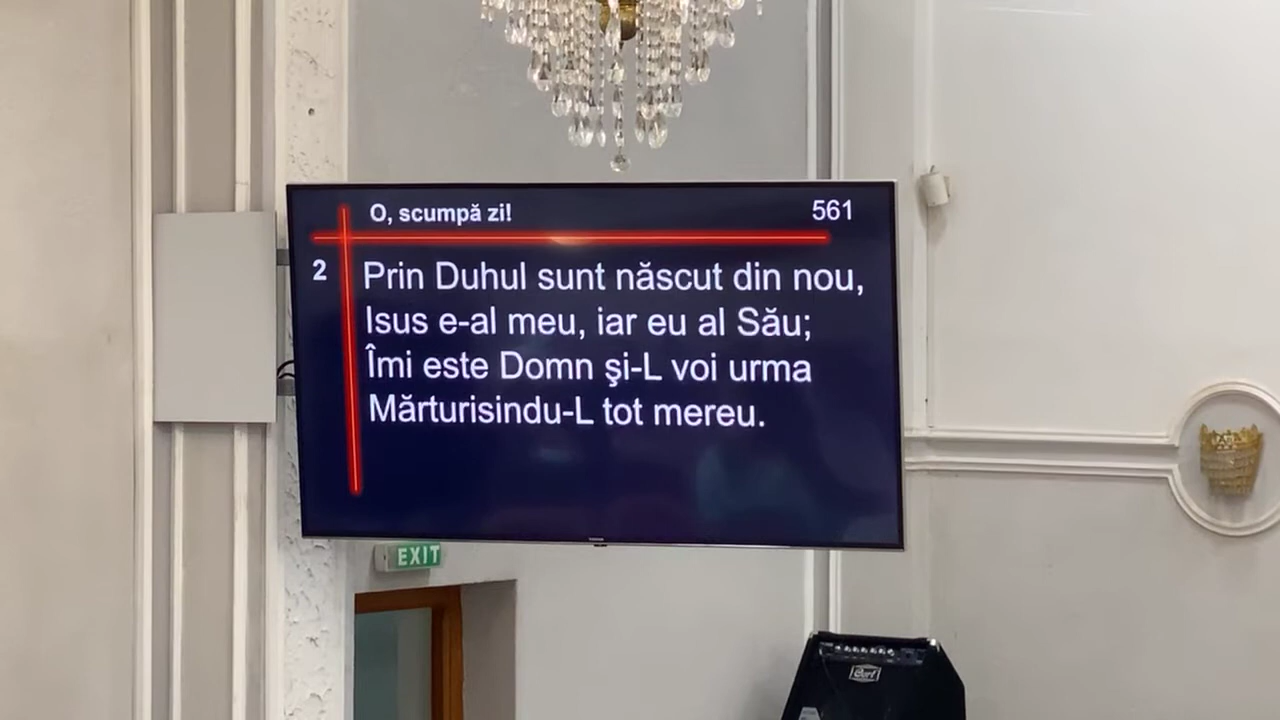 O, scumpă zi!
561
2
Prin Duhul sunt născut din nou,
Isus e-al meu, iar eu al Său;
Îmi este Domn şi-L voi urma
Mărturisindu-L tot mereu.
EXIT